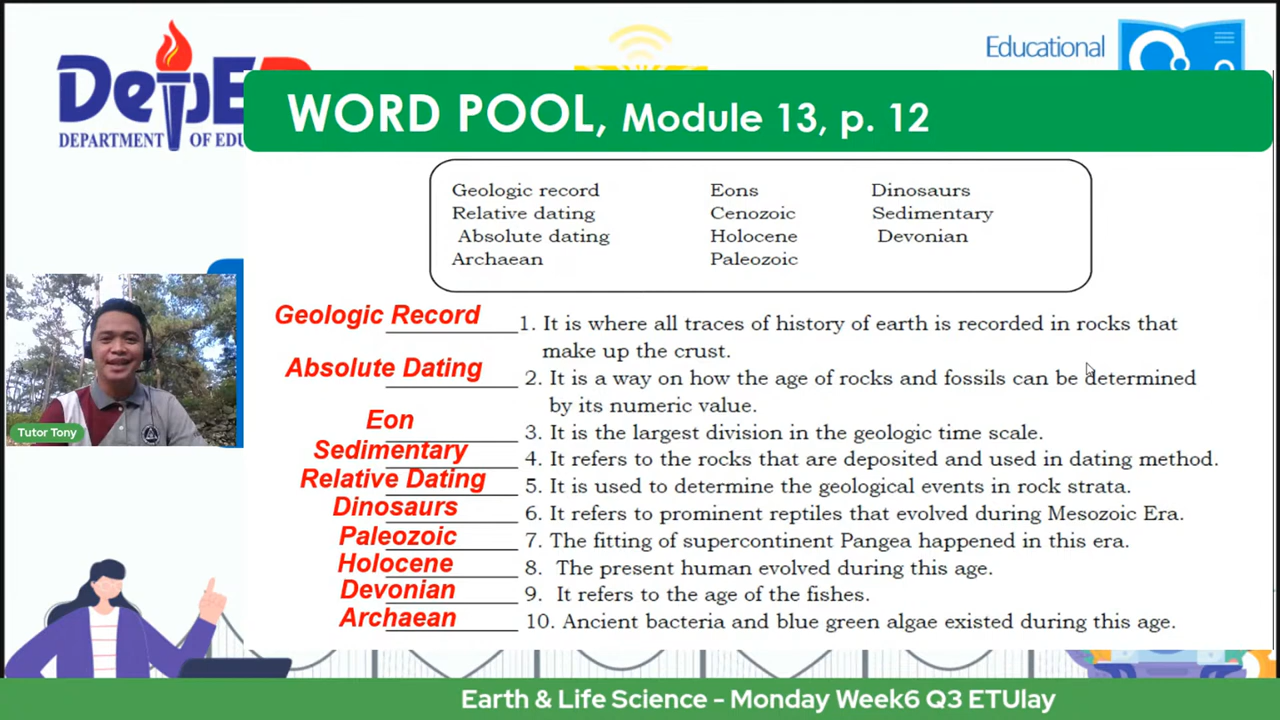 DepED
DEPARTMENT OF EDU
Educational
WORD POOL, Module 13, p. 12
Geologic record Eons Dinosaurs
Relative dating Cenozoic Sedimentary
Absolute dating Holocene Devonian
Archaean Paleozoic
Geologic Record 1. It is where all traces of history of earth is recorded in rocks that
make up the crust.
Absolute Dating 2. It is a way on how the age of rocks and fossils can be determined
by its numeric value.
Eon 3. It is the largest division in the geologic time scale.
Sedimentary 4. It refers to the rocks that are deposited and used in dating method.
Relative Dating 5. It is used to determine the geological events in rock strata.
Dinosaurs 6. It refers to prominent reptiles that evolved during Mesozoic Era.
Paleozoic 7. The fitting of supercontinent Pangea happened in this era.
Holocene 8. The present human evolved during this age.
Devonian 9. It refers to the age of the fishes.
Archaean 10. Ancient bacteria and blue green algae existed during this age.
Tutor Tony
Earth & Life Science - Monday Week6 Q3 ETUlay